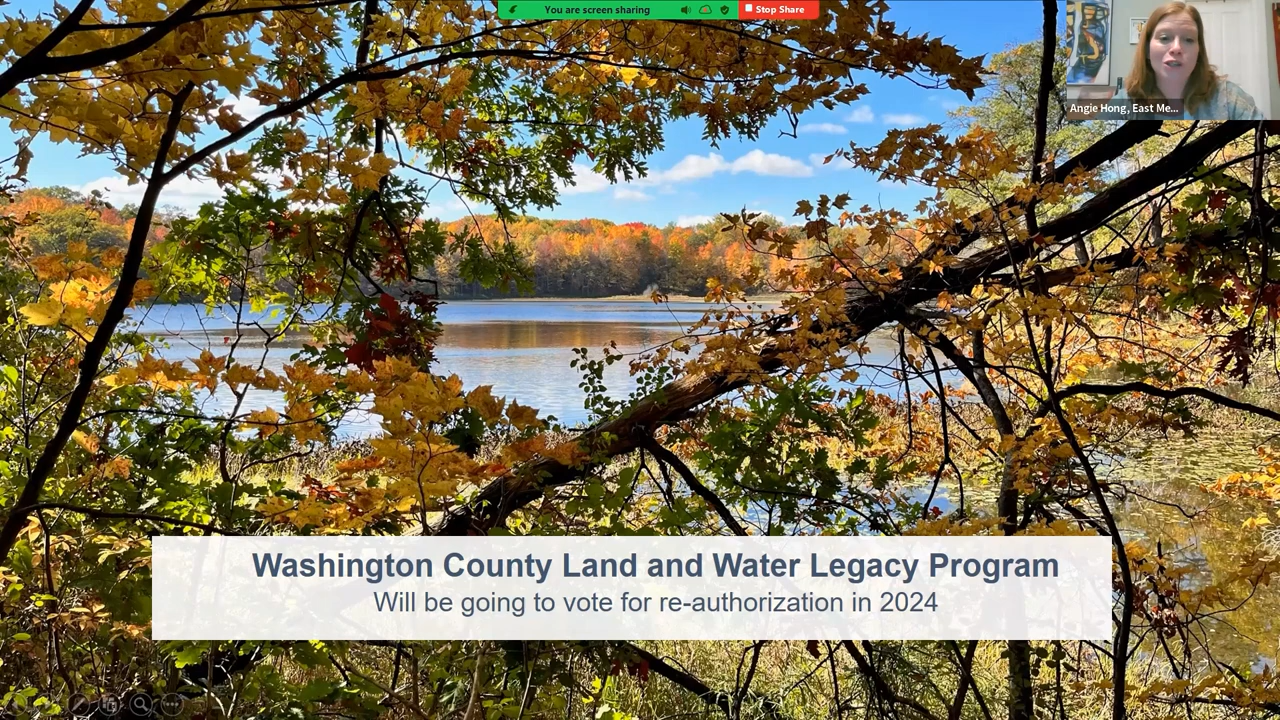 You are screen sharing
Stop Share
Angie Hong, East Me...
Washington County Land and Water Legacy Program
Will be going to vote for re-authorization in 2024